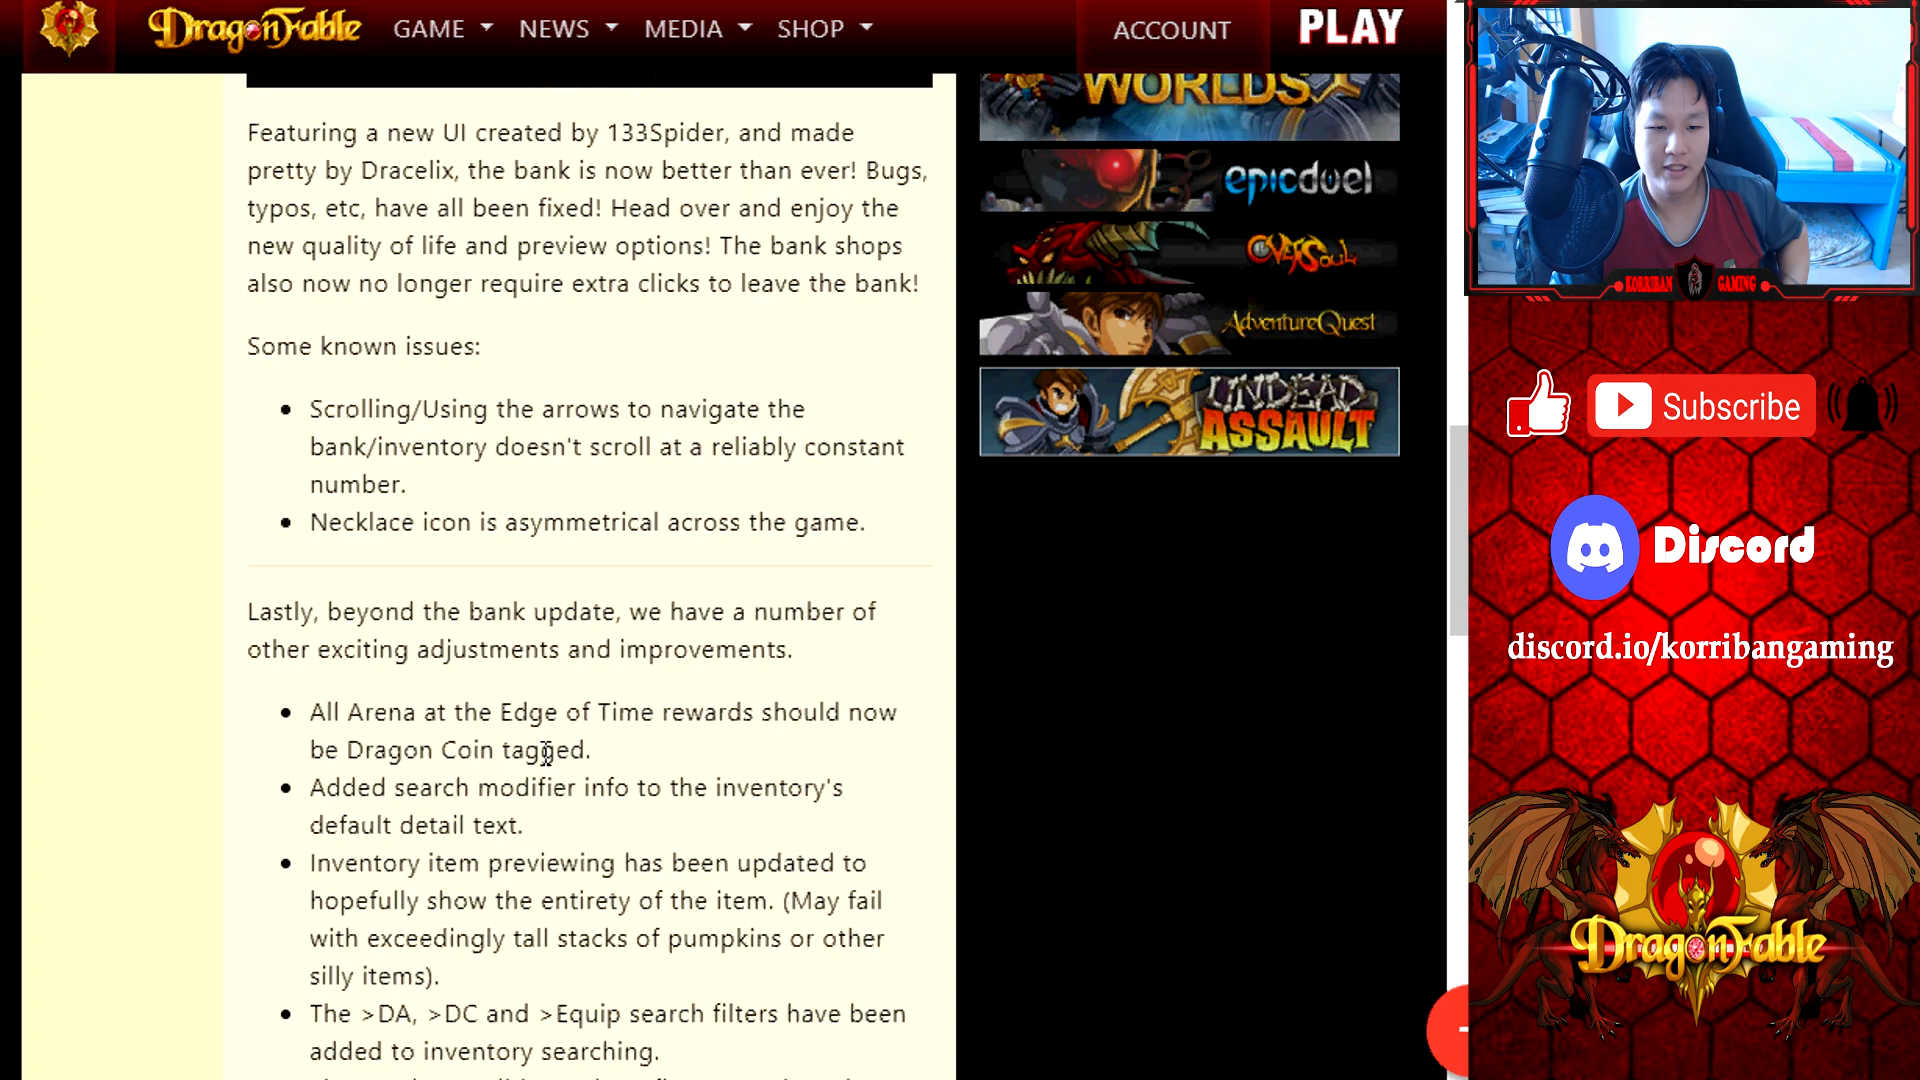 DragonFable GAME NEWS MEDIA SHOP ACCOUNT PLAY
Featuring a new UI created by 133Spider, and made
pretty by Dracelix, the bank is now better than ever! Bugs,
typos, etc, have all been fixed! Head over and enjoy the
new quality of life and preview options! The bank shops
also now no longer require extra clicks to leave the bank!
Some known issues:
• Scrolling/Using the arrows to navigate the
bank/inventory doesn't scroll at a reliably constant
number.
• Necklace icon is asymmetrical across the game.
Lastly, beyond the bank update, we have a number of
other exciting adjustments and improvements.
• All Arena at the Edge of Time rewards should now
be Dragon Coin tagged.
• Added search modifier info to the inventory's
default detail text.
• Inventory item previewing has been updated to
hopefully show the entirety of the item. (May fail
with exceedingly tall stacks of pumpkins or other
silly items).
• The >DA, >DC and >Equip search filters have been
added to inventory searching.
WORLDS
epicduel
OverSoul
AdventureQuest
UNDEAD
ASSAULT
KORRIBAN GAMING
Subscribe
Discord
discord.io/korribangaming
DragonFable